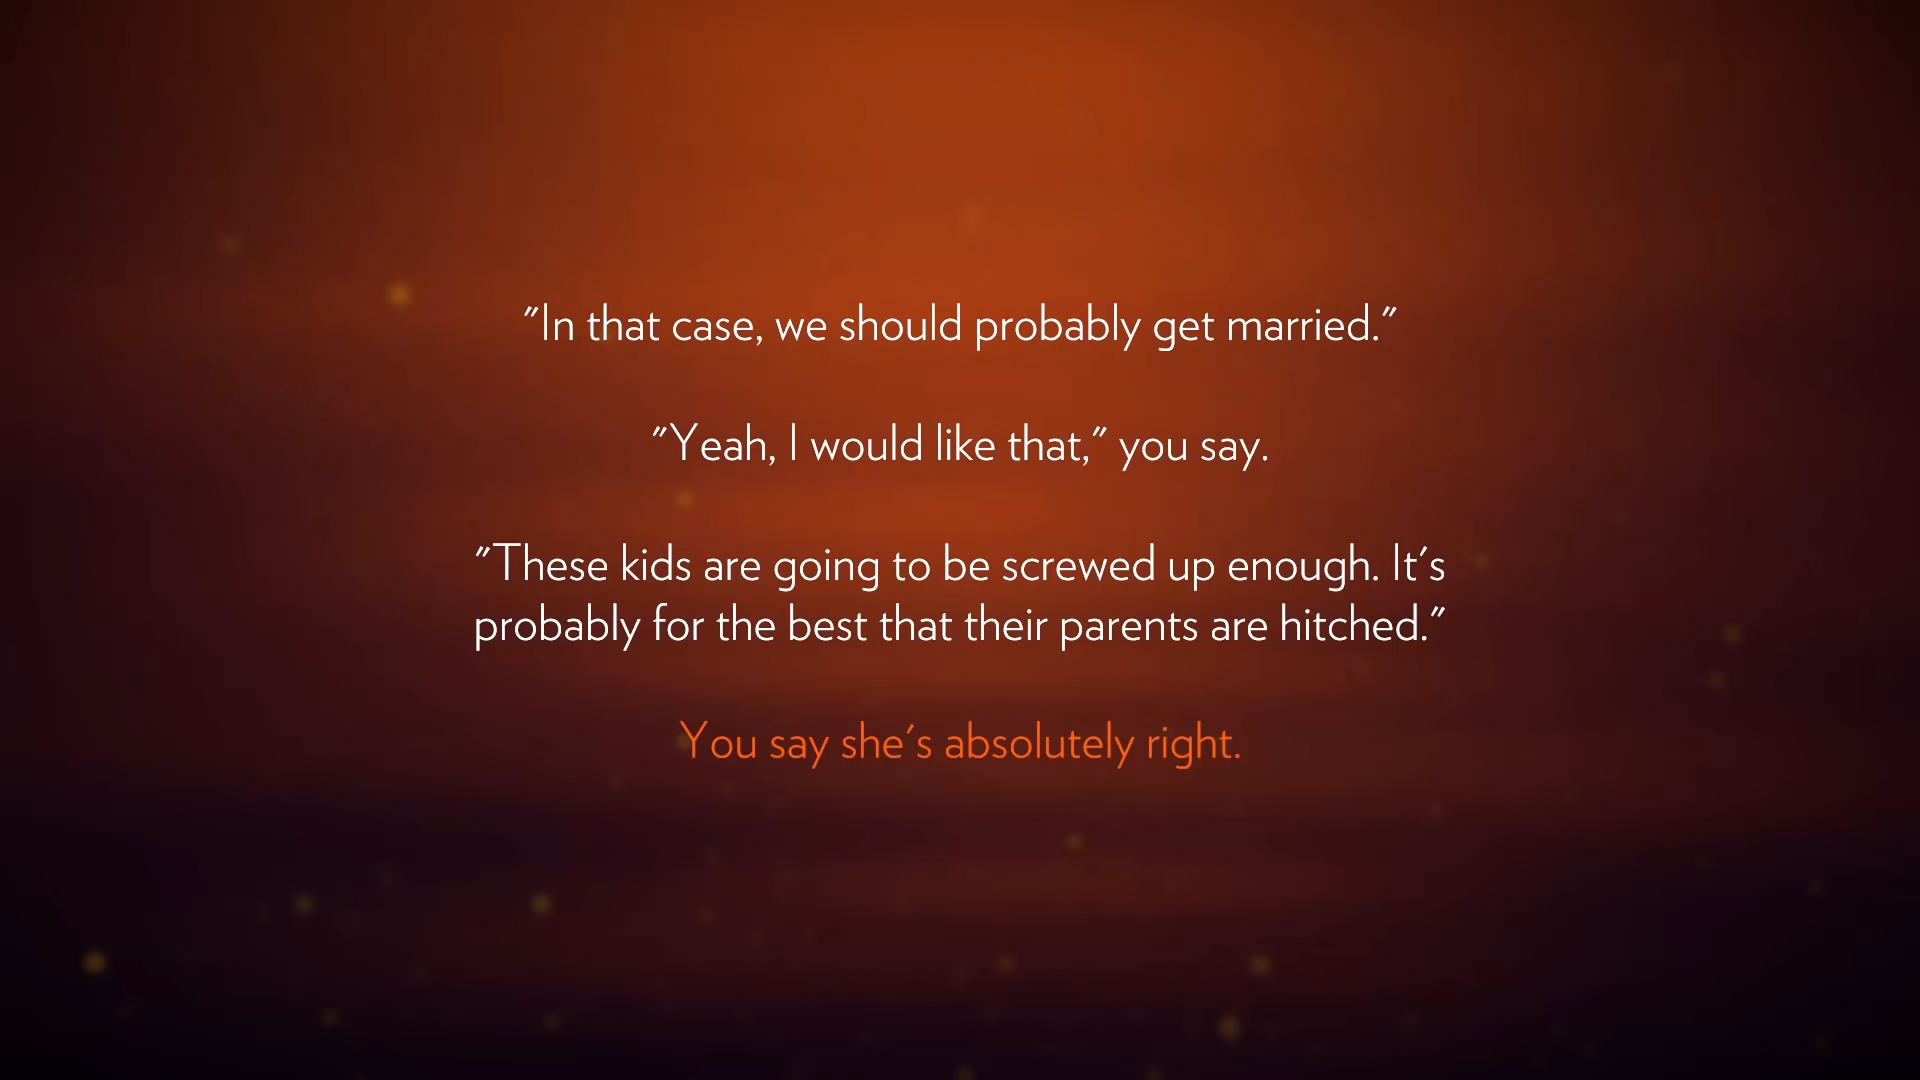 "In that case, we should probably get married."
"Yeah, I would like that," you say.
"These kids are going to be screwed up enough. It's
probably for the best that their parents are hitched."
You say she's absolutely right.